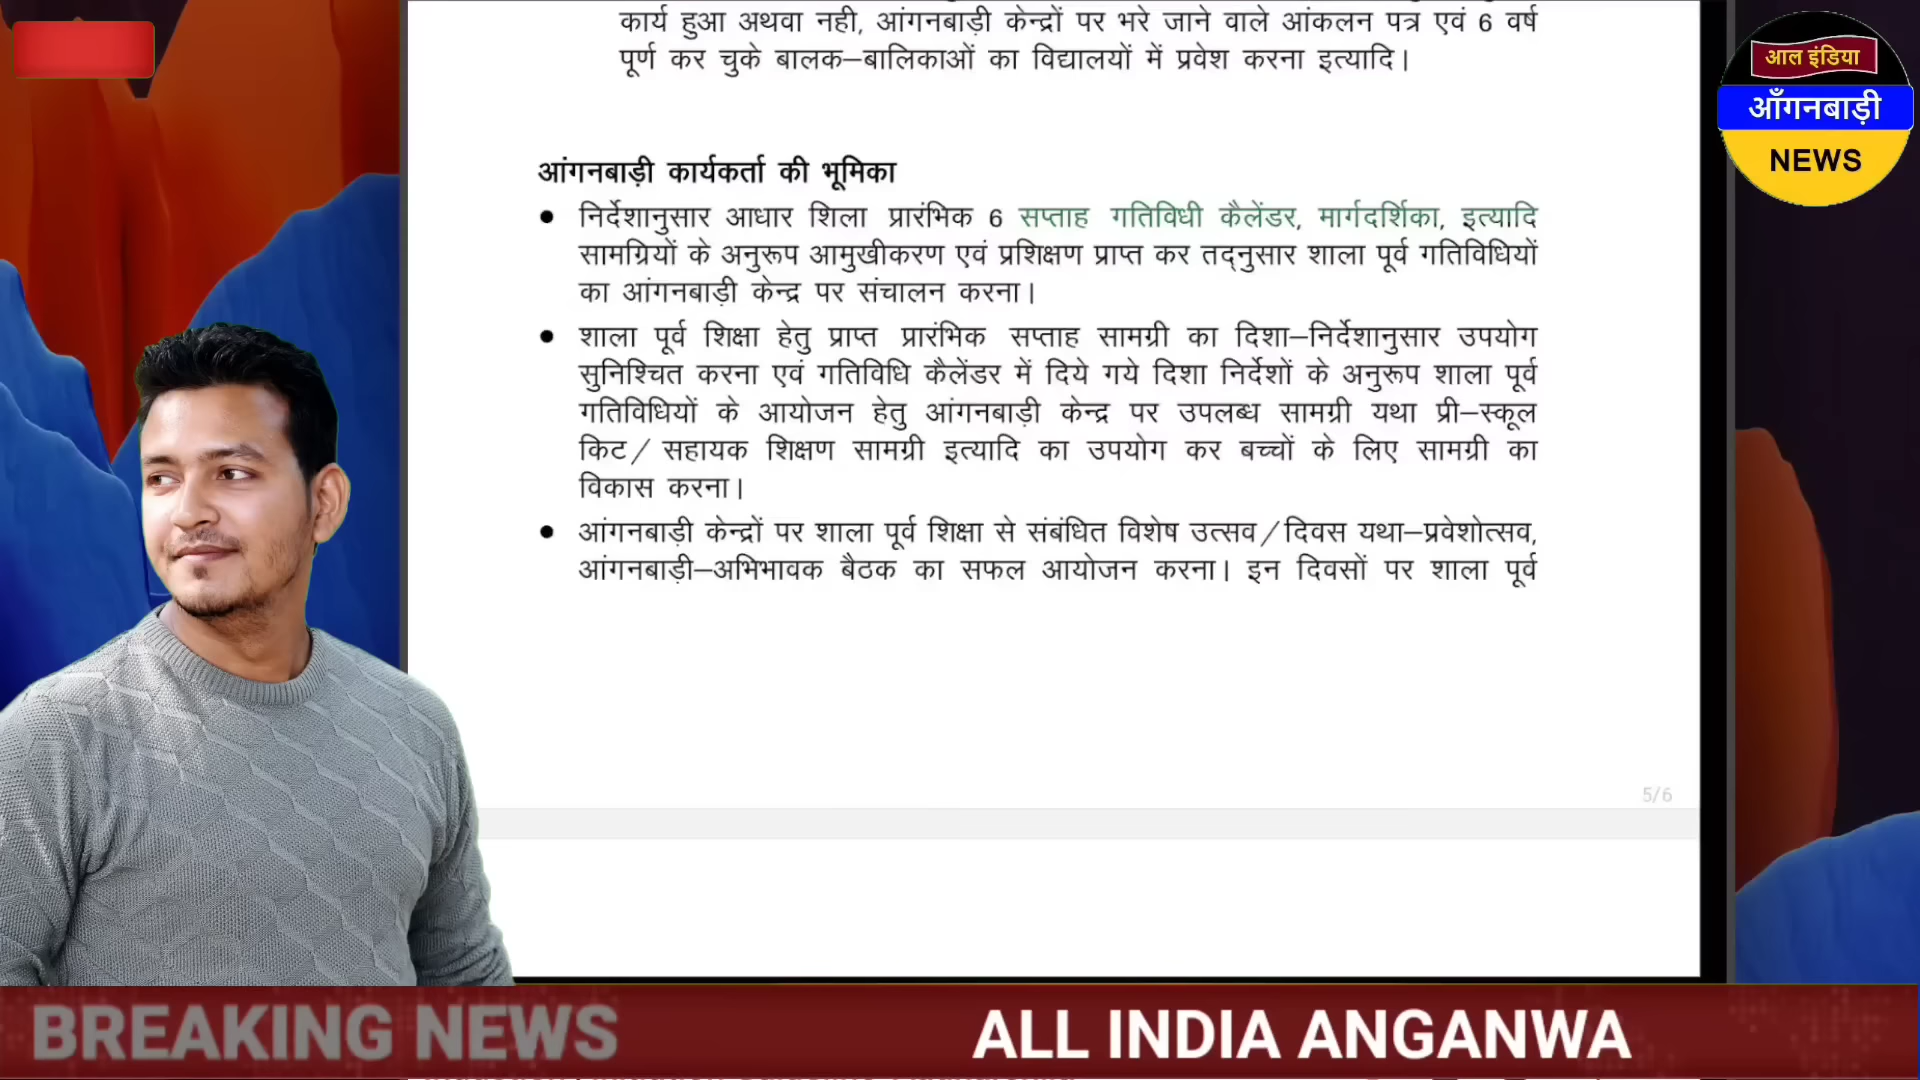 कार्य हुआ अथवा नही, आंगनबाड़ी केन्द्रों पर भरे जाने वाले आंकलन पत्र एवं 6 वर्ष
पूर्ण कर चुके बालक–बालिकाओं का विद्यालयों में प्रवेश करना इत्यादि।
आल इंडिया
आँगनबाड़ी
NEWS
आंगनबाड़ी कार्यकर्ता की भूमिका
● निर्देशानुसार आधार शिला प्रारंभिक 6 सप्ताह गतिविधी कैलेंडर, मार्गदर्शिका, इत्यादि
सामग्रियों के अनुरूप आमुखीकरण एवं प्रशिक्षण प्राप्त कर तद्नुसार शाला पूर्व गतिविधियों
का आंगनबाड़ी केन्द्र पर संचालन करना।
● शाला पूर्व शिक्षा हेतु प्राप्त प्रारंभिक सप्ताह सामग्री का दिशा–निर्देशानुसार उपयोग
सुनिश्चित करना एवं गतिविधि कैलेंडर में दिये गये दिशा निर्देशों के अनुरूप शाला पूर्व
गतिविधियों के आयोजन हेतु आंगनबाड़ी केन्द्र पर उपलब्ध सामग्री यथा प्री–स्कूल
किट/ सहायक शिक्षण सामग्री इत्यादि का उपयोग कर बच्चों के लिए सामग्री का
विकास करना।
● आंगनबाड़ी केन्द्रों पर शाला पूर्व शिक्षा से संबंधित विशेष उत्सव/दिवस यथा–प्रवेशोत्सव,
आंगनबाड़ी–अभिभावक बैठक का सफल आयोजन करना। इन दिवसों पर शाला पूर्व
5/6
BREAKING NEWS
ALL INDIA ANGANWA